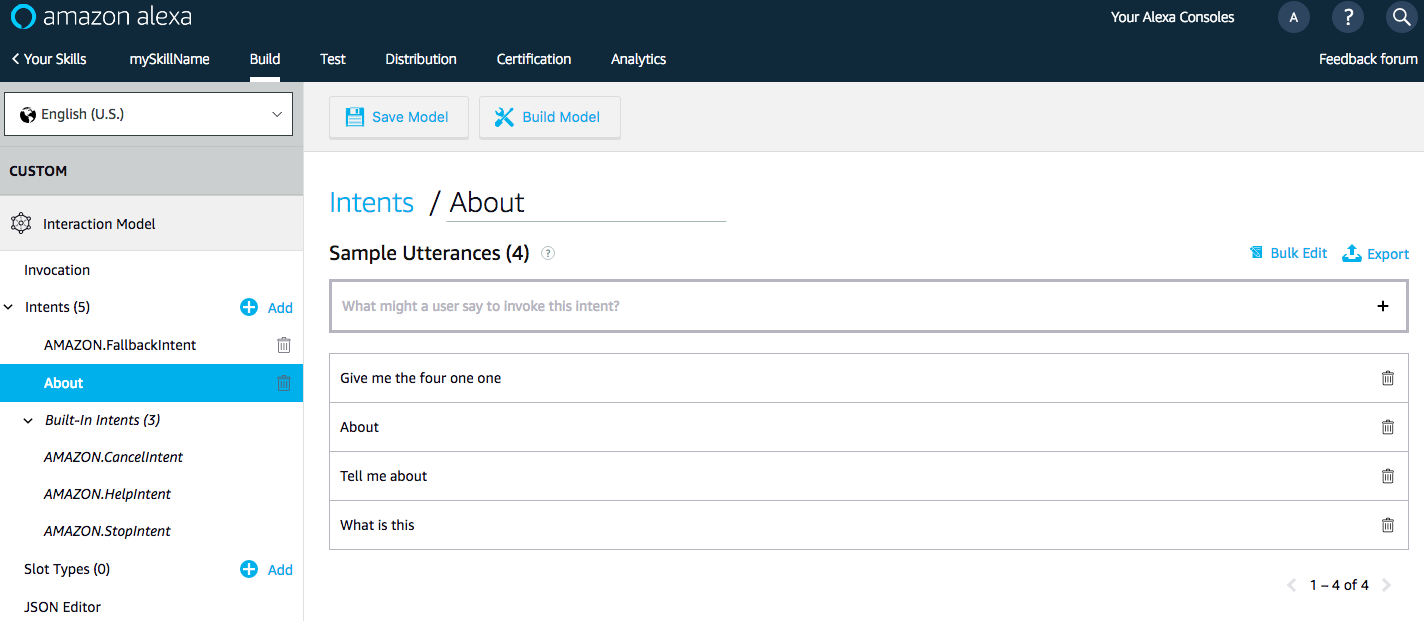 amazon alexa
Your Alexa Consoles
A
?
Your Skills
mySkillName
Build
Test
Distribution
Certification
Analytics
Feedback forum
English (U.S.)
Save Model
Build Model
CUSTOM
Interaction Model
Invocation
Intents (5)
Add
AMAZON.FallbackIntent
About
Built-In Intents (3)
AMAZON.CancelIntent
AMAZON.HelpIntent
AMAZON.StopIntent
Slot Types (0)
Add
JSON Editor
Intents / About
Sample Utterances (4) ?
Bulk Edit
Export
What might a user say to invoke this intent?
+
Give me the four one one
About
Tell me about
What is this
1 – 4 of 4